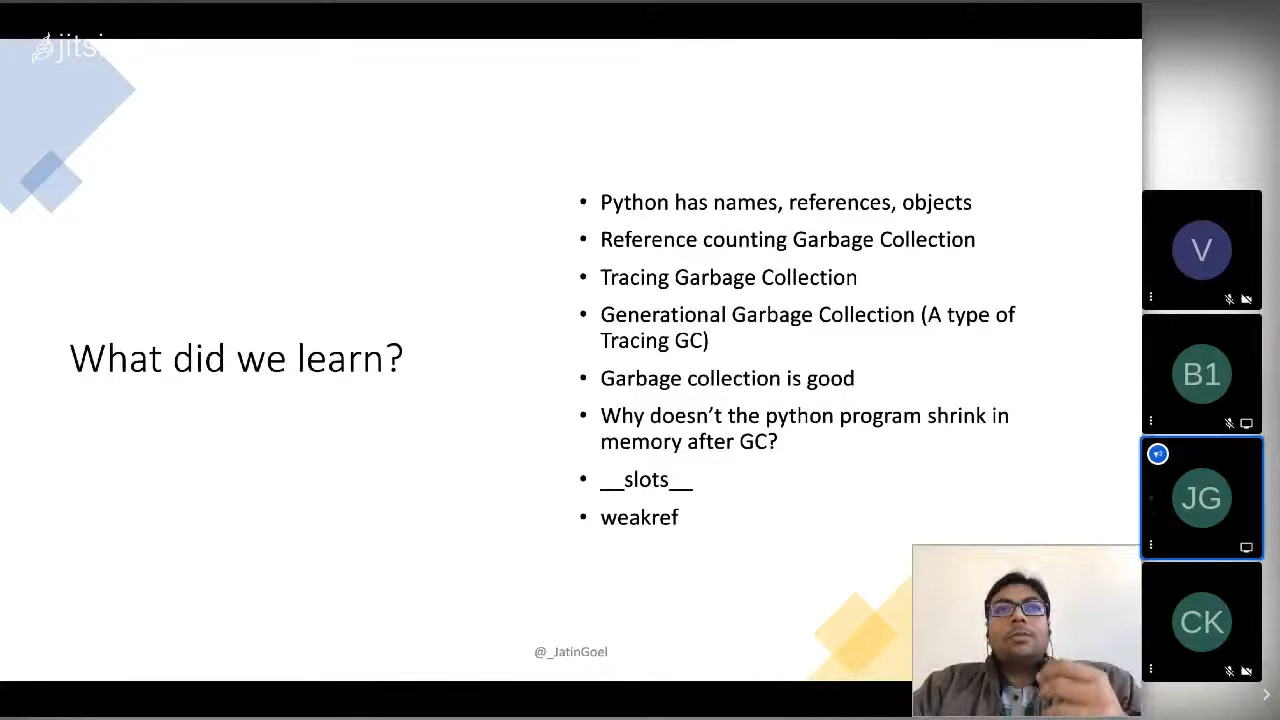 jitsi
What did we learn?
• Python has names, references, objects
• Reference counting Garbage Collection
• Tracing Garbage Collection
• Generational Garbage Collection (A type of
Tracing GC)
• Garbage collection is good
• Why doesn’t the python program shrink in
memory after GC?
• __slots__
• weakref
@_JatinGoel
V
B1
JG
CK